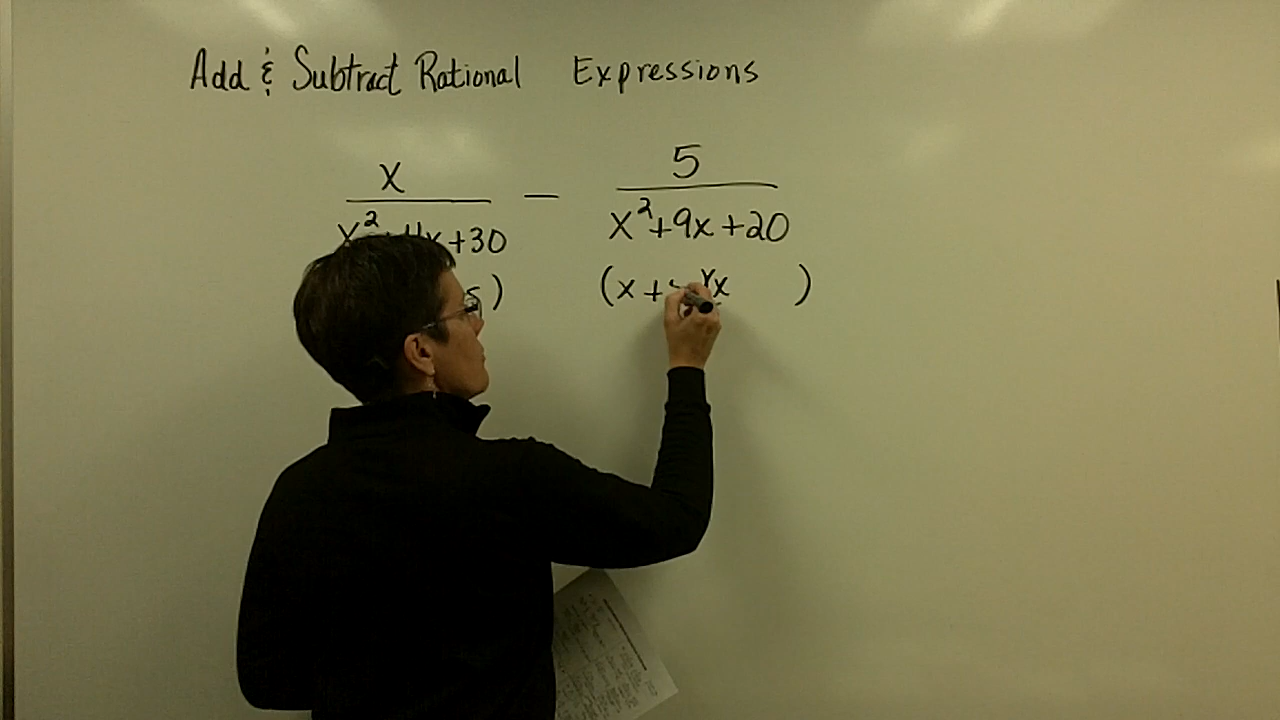 Add & Subtract Rational Expressions
x 5
— 
x²+11x+30 x²+9x+20
5) (x+ )(x )